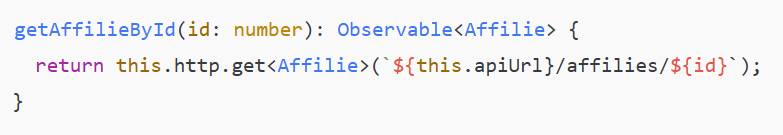 getAffilieById(id: number): Observable<Affilie> {
  return this.http.get<Affilie>(`${this.apiUrl}/affilies/${id}`);
}